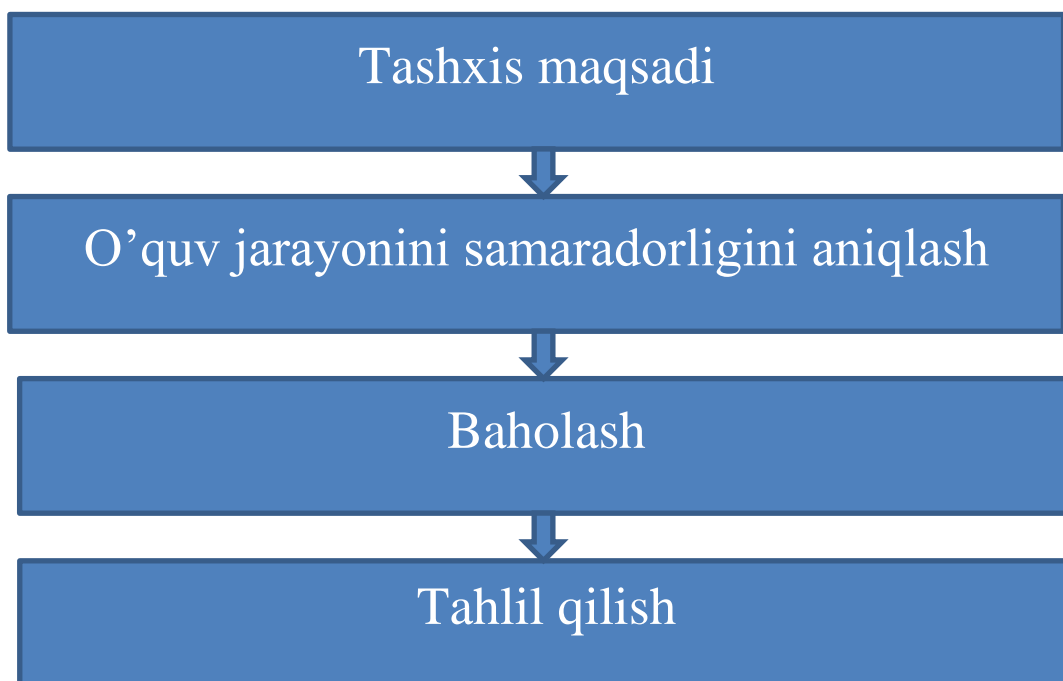 Tashxis maqsadi
O’quv jarayonini samaradorligini aniqlash
Baholash
Tahlil qilish